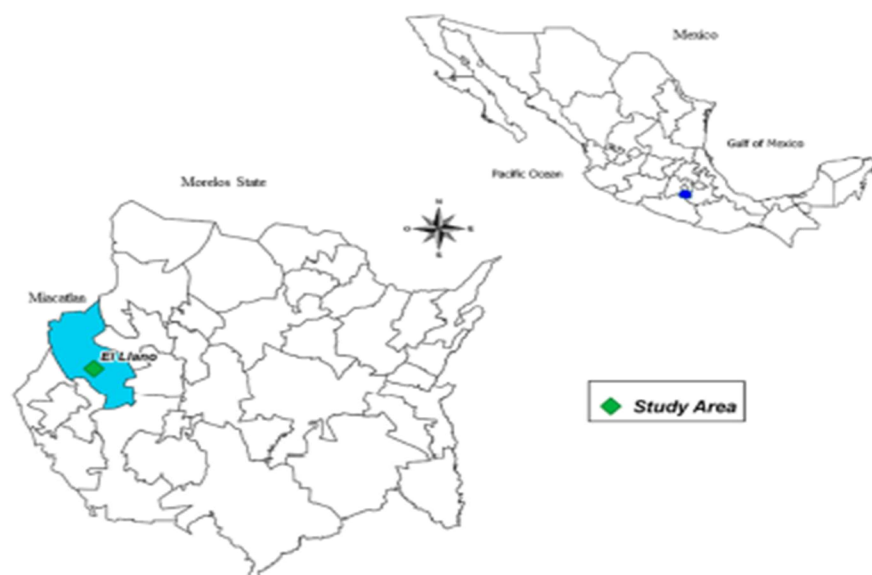 Mexico
Gulf of Mexico
Pacific Ocean
Morelos State
N
O
E
S
Miacatlan
El Llano
Study Area